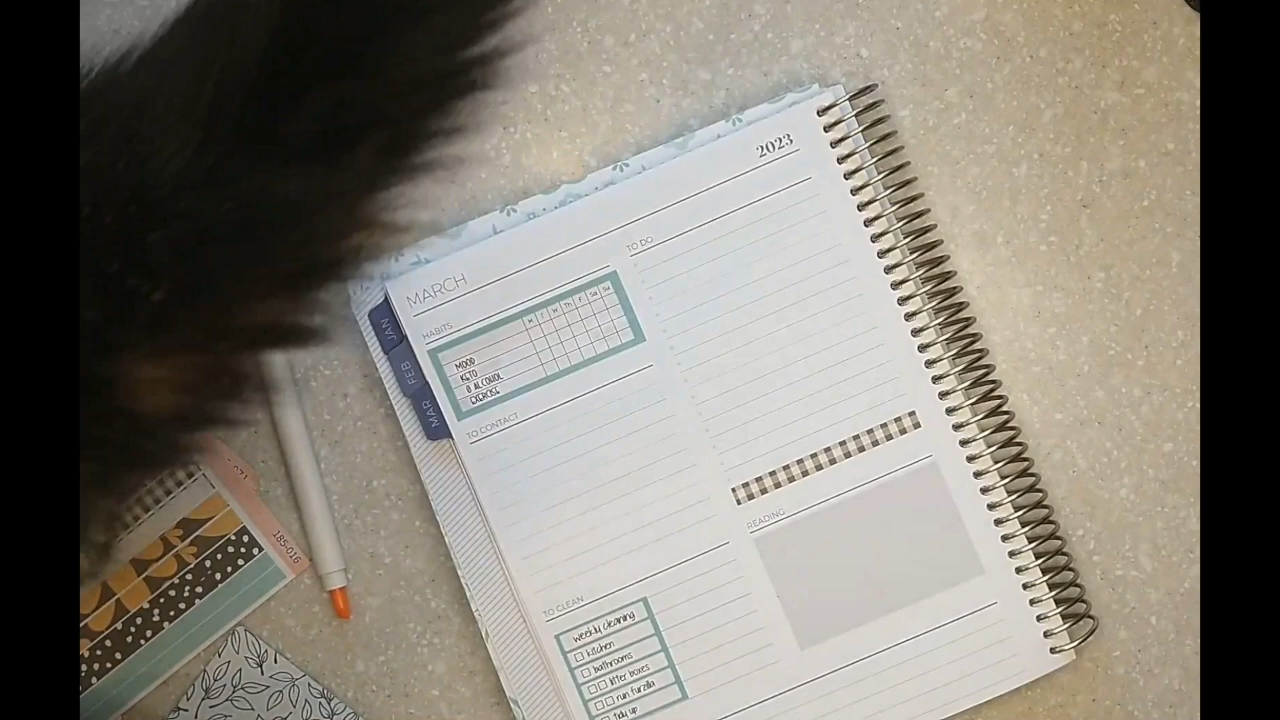 2023
MARCH
TO DO
HABITS
M T W Th F Sa Su
MOOD
KETO
0 ALCOHOL
EXERCISE
JAN
FEB
MAR
TO CONTACT
READING
185-016
TO CLEAN
weekly cleaning
kitchen
bathrooms
litter boxes
run furzilla
tidy up